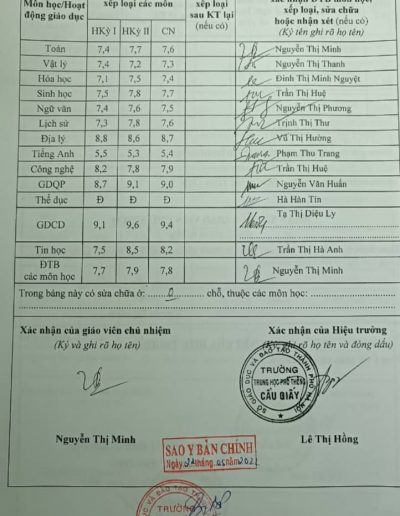 Môn học/Hoạt động giáo dục
xếp loại các môn
HKỳ I HKỳ II CN
xếp loại
sau KT lại
(nếu có)
xếp loại, sửa chữa
hoặc nhận xét (nếu có)
(Ký tên ghi rõ họ tên)
Toán 7,4 7,7 7,6 Nguyễn Thị Minh
Vật lý 7,4 7,2 7,3 Nguyễn Thị Thanh
Hóa học 7,1 7,5 7,4 Đinh Thị Minh Nguyệt
Sinh học 7,5 7,8 7,7 Trần Thị Huệ
Ngữ văn 7,4 7,6 7,5 Nguyễn Thị Phương
Lịch sử 7,3 7,8 7,6 Trịnh Thị Thư
Địa lý 8,8 8,6 8,7 Vũ Thị Hường
Tiếng Anh 5,5 5,3 5,4 Phạm Thu Trang
Công nghệ 8,2 7,8 7,9 Trần Thị Huệ
GDQP 8,7 9,1 9,0 Nguyễn Văn Huấn
Thể dục Đ Đ Đ Hà Hán Tín
GDCD 9,1 9,6 9,4 Tạ Thị Diệu Ly
Tin học 7,5 8,5 8,2 Trần Thị Hà Anh
ĐTB
các môn học 7,7 7,9 7,8 Nguyễn Thị Minh
Trong bảng này có sửa chữa ở: 0 chỗ, thuộc các môn học:
Xác nhận của giáo viên chủ nhiệm
(Ký và ghi rõ họ tên)
Xác nhận của Hiệu trưởng
(Ký, ghi rõ họ tên và đóng dấu)
SỞ GIÁO DỤC VÀ ĐÀO TẠO THÀNH PHỐ HÀ NỘI
TRƯỜNG
TRUNG HỌC PHỔ THÔNG
CẦU GIẤY
Nguyễn Thị Minh
Lê Thị Hồng
SAO Y BẢN CHÍNH
Ngày tháng 05 năm 2022
TRƯỜNG